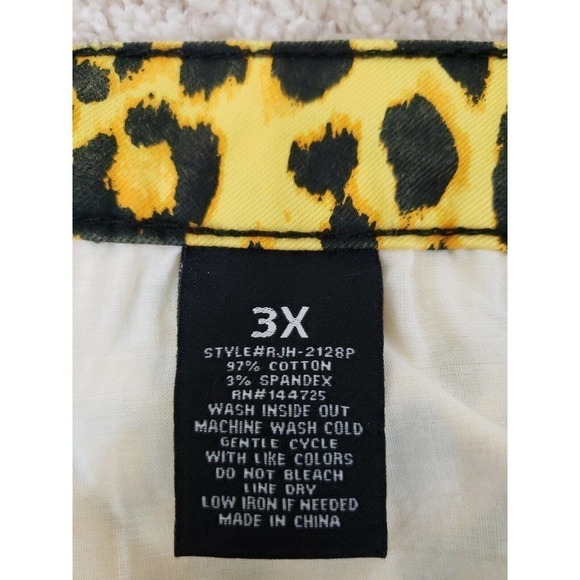 3X
STYLE#RJH-2128P
97% COTTON
3% SPANDEX
RN#144725
WASH INSIDE OUT
MACHINE WASH COLD
GENTLE CYCLE
WITH LIKE COLORS
DO NOT BLEACH
LINE DRY
LOW IRON IF NEEDED
MADE IN CHINA